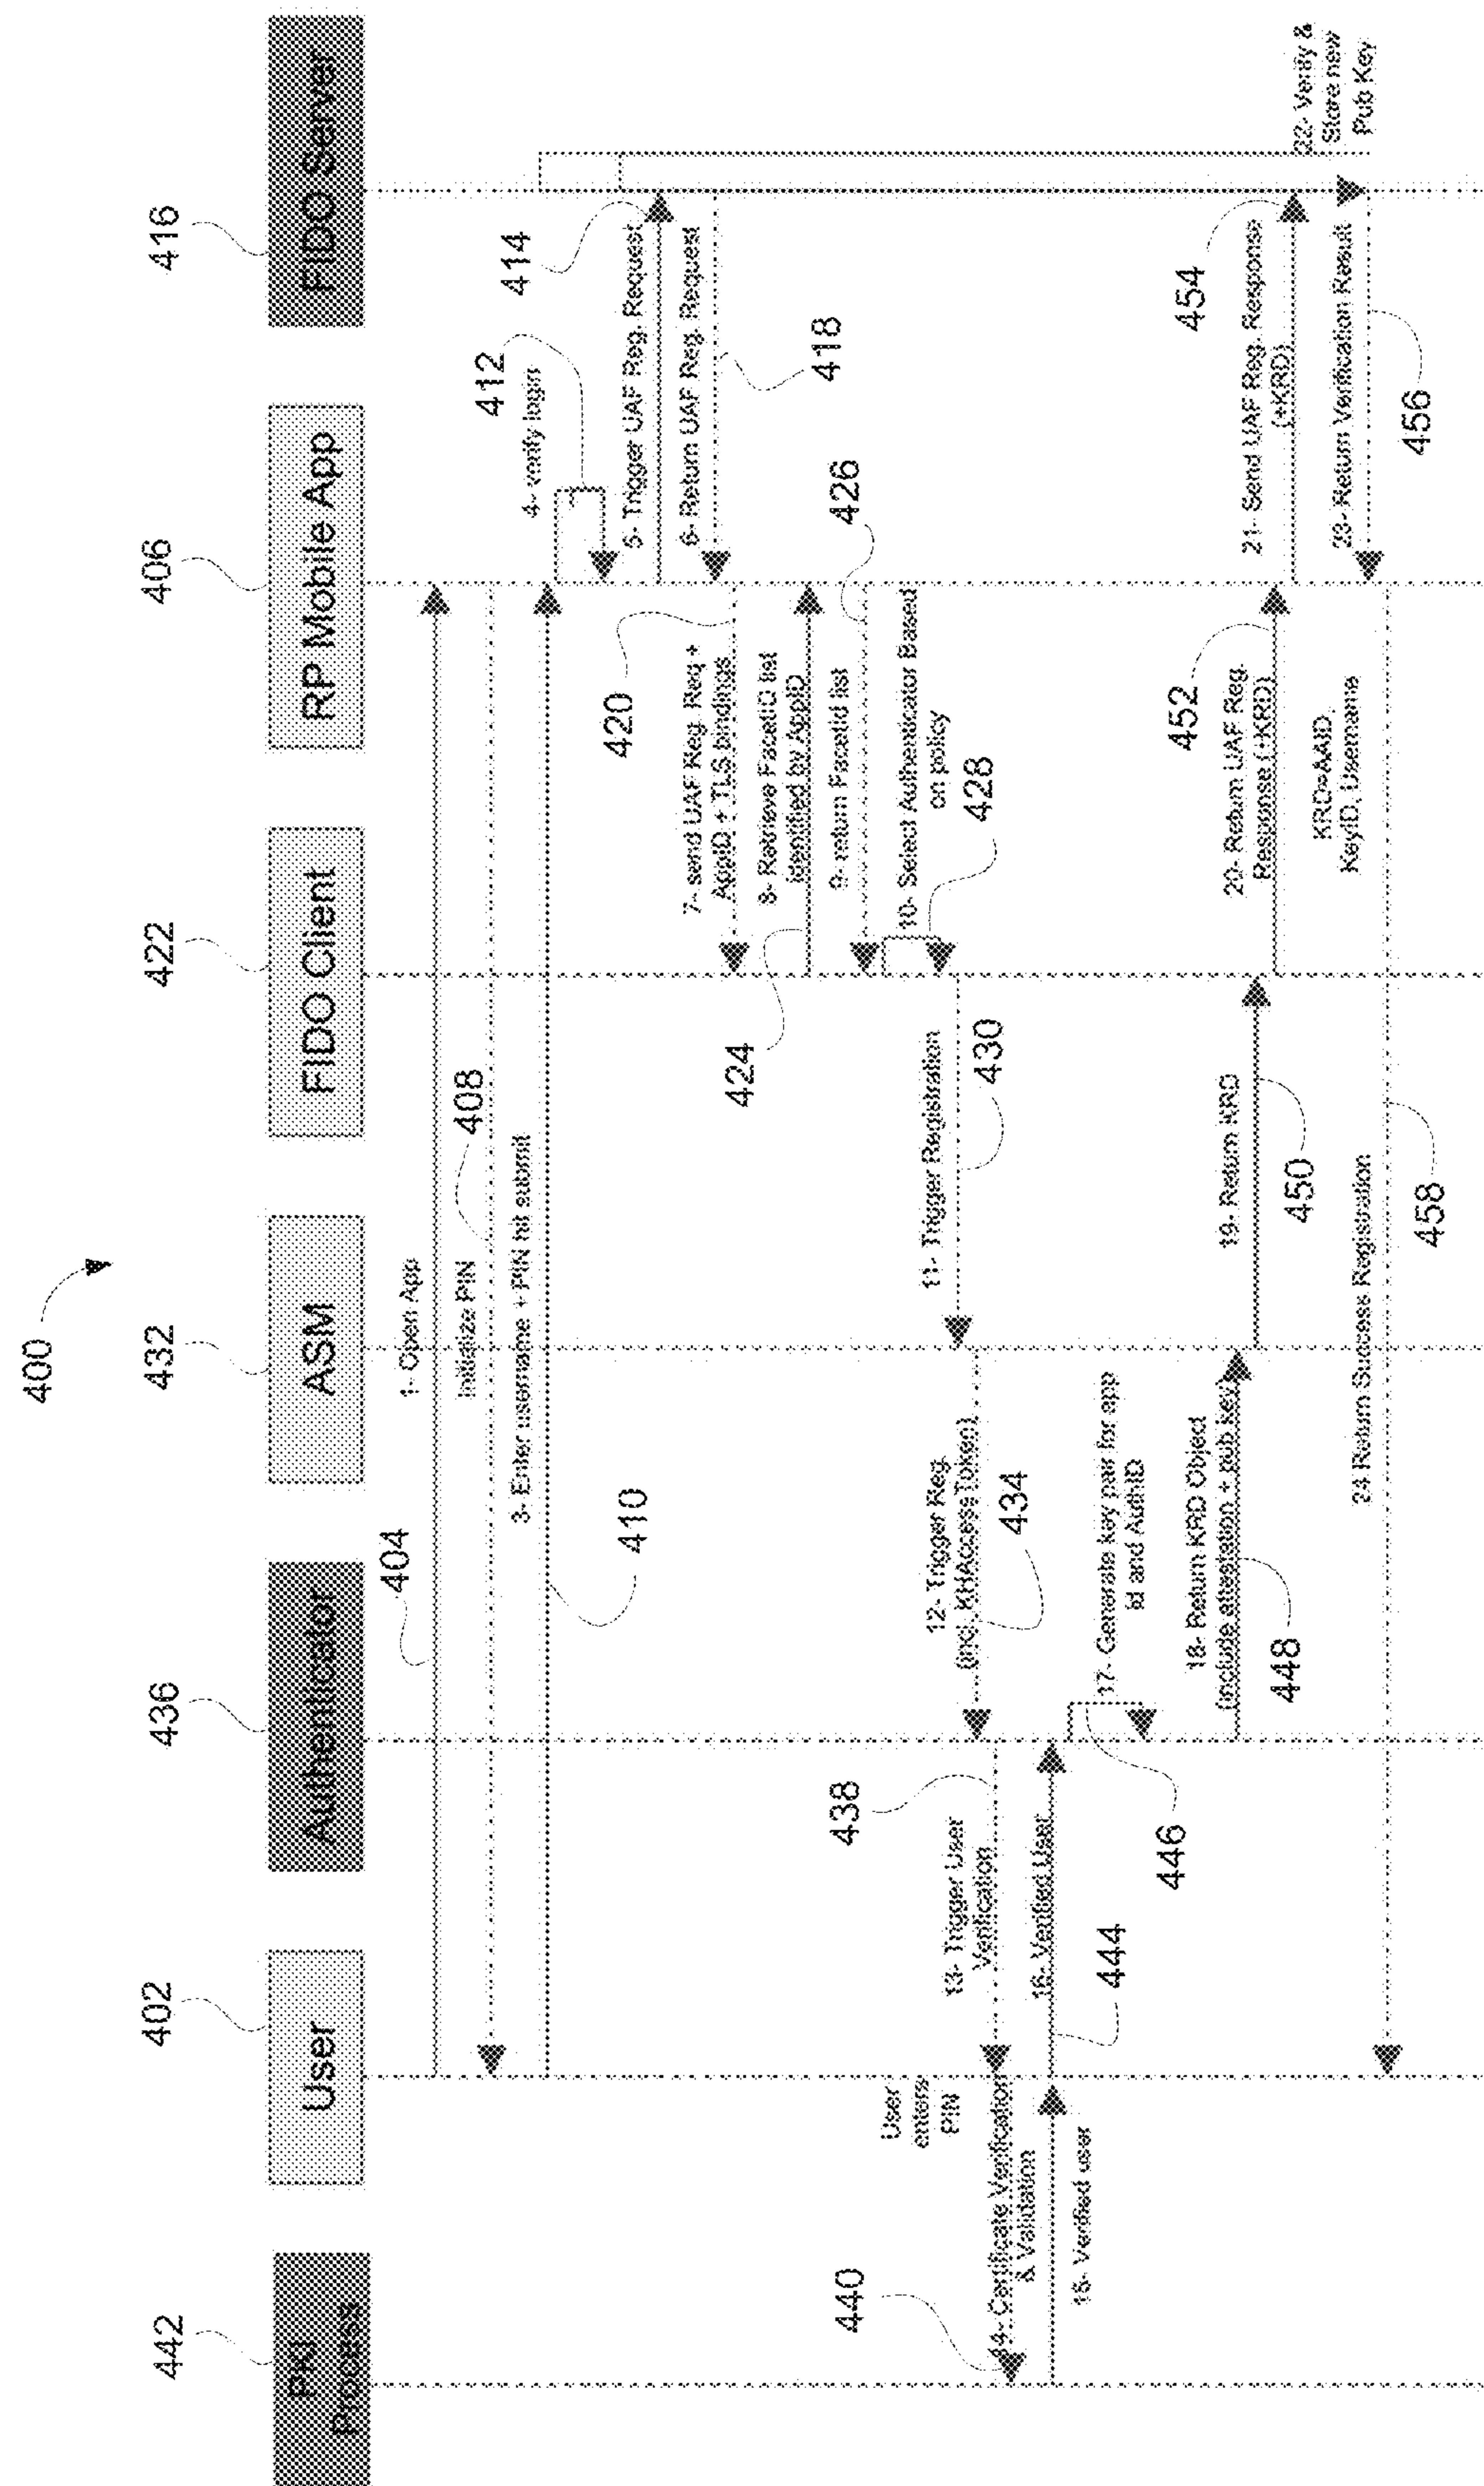 400
442
402
436
432
422
406
416
PKI
Process
User
Authenticator
ASM
FIDO Client
RP Mobile App
FIDO Server
404
1- Open App
Initialize PIN
408
3- Enter username + PIN hit submit
410
4- verify login
412
414
5- Trigger UAF Reg. Request
6- Return UAF Reg. Request
418
420
7- send UAF Reg. Req +
AppID + TLS bindings
8- Retrieve FacetID list
identified by AppID
424
9- return FacetId list
426
10- Select Authenticator Based
on policy
428
11- Trigger Registration
430
12- Trigger Reg.
(incl. KHAccessToken)
434
438
13- Trigger User
Verification
User
enters
PIN
14- Certificate Verification
& Validation
440
15- Verified user
16- Verified User
444
446
17- Generate key pair for app
id and AuthID
18- Return KRD Object
(include attestation + pub key)
448
19- Return KRD
450
20- Return UAF Reg.
Response (+KRD)
452
KRD=AAID,
KeyID, Username
21- Send UAF Reg. Response
(+KRD)
454
22- Verify &
Store new
Pub Key
23- Return Verification Result
456
24 Return Success Registration
458